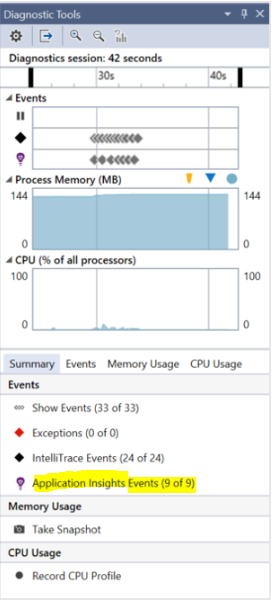 Diagnostic Tools
Diagnostics session: 42 seconds
30s 40s
Events
Process Memory (MB)
144 144
0 0
CPU (% of all processors)
100 100
0 0
Summary Events Memory Usage CPU Usage
Events
Show Events (33 of 33)
Exceptions (0 of 0)
IntelliTrace Events (24 of 24)
Application Insights Events (9 of 9)
Memory Usage
Take Snapshot
CPU Usage
Record CPU Profile